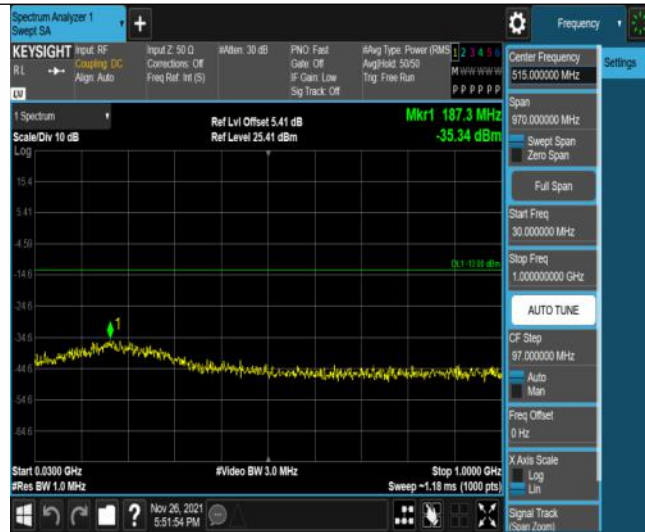 Spectrum Analyzer 1
Swept SA
Frequency
KEYSIGHT
Input: RF
Input Z: 50 Ω
#Atten: 30 dB
PNO: Fast
#Avg Type: Power (RMS
1 2 3 4 5 6
RL
Coupling: DC
Corrections: Off
Gate: Off
Avg|Hold: 50/50
M W W W W W
Align: Auto
Freq Ref: Int (S)
IF Gain: Low
Trig: Free Run
Sig Track: Off
P P P P P P
1 Spectrum
Ref Lvl Offset 5.41 dB
Mkr1 187.3 MHz
Scale/Div 10 dB
Ref Level 25.41 dBm
-35.34 dBm
Log
15.4
5.41
-4.59
DL1 -13.00 dBm
-14.6
-24.6
1
-34.6
-44.6
-54.6
-64.6
Start 0.0300 GHz
#Video BW 3.0 MHz
Stop 1.0000 GHz
#Res BW 1.0 MHz
Sweep ~1.18 ms (1000 pts)
?
Nov 26, 2021
5:51:54 PM
Center Frequency
515.000000 MHz
Settings
Span
970.000000 MHz
Swept Span
Zero Span
Full Span
Start Freq
30.000000 MHz
Stop Freq
1.000000000 GHz
AUTO TUNE
CF Step
97.000000 MHz
Auto
Man
Freq Offset
0 Hz
X Axis Scale
Log
Lin
Signal Track
(Span Zoom)